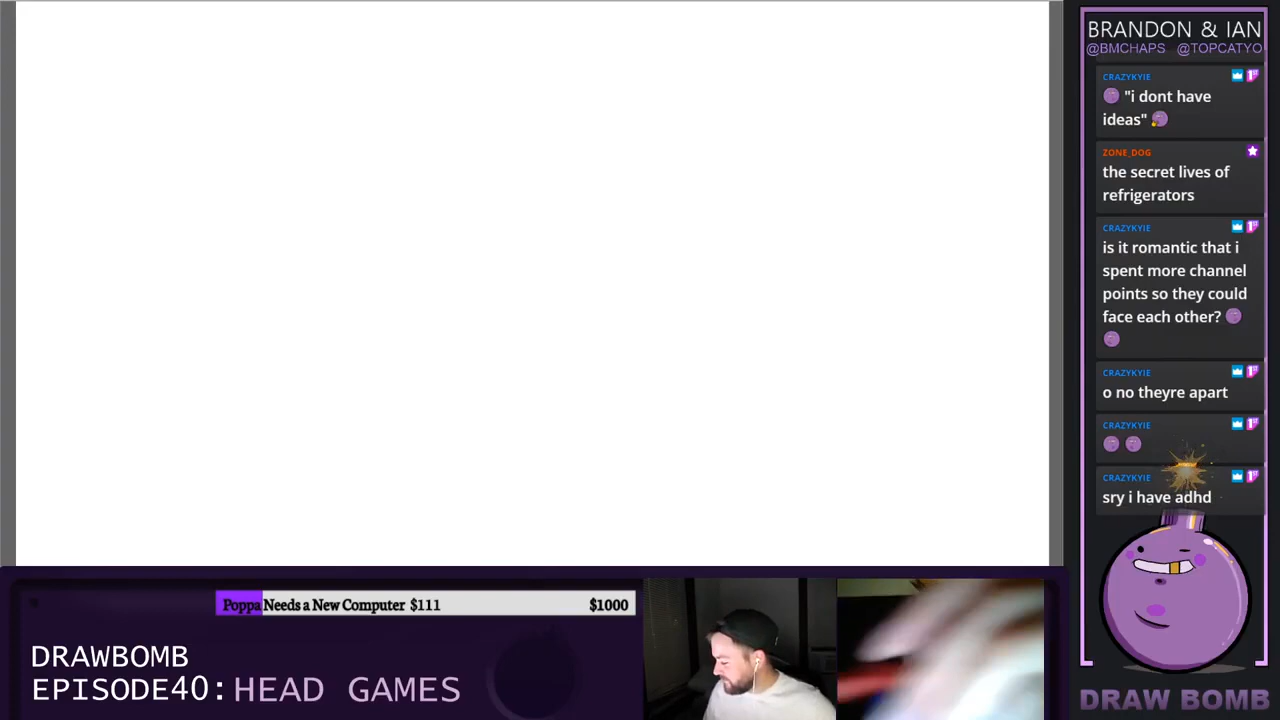 BRANDON & IAN
@BMCHAPS @TOPCATYO
CRAZYKYIE
"i dont have
ideas"
ZONE_DOG
the secret lives of
refrigerators
CRAZYKYIE
is it romantic that i
spent more channel
points so they could
face each other?
CRAZYKYIE
o no theyre apart
CRAZYKYIE
CRAZYKYIE
sry i have adhd
Poppa Needs a New Computer $111 $1000
DRAWBOMB
EPISODE40: HEAD GAMES
DRAW BOMB